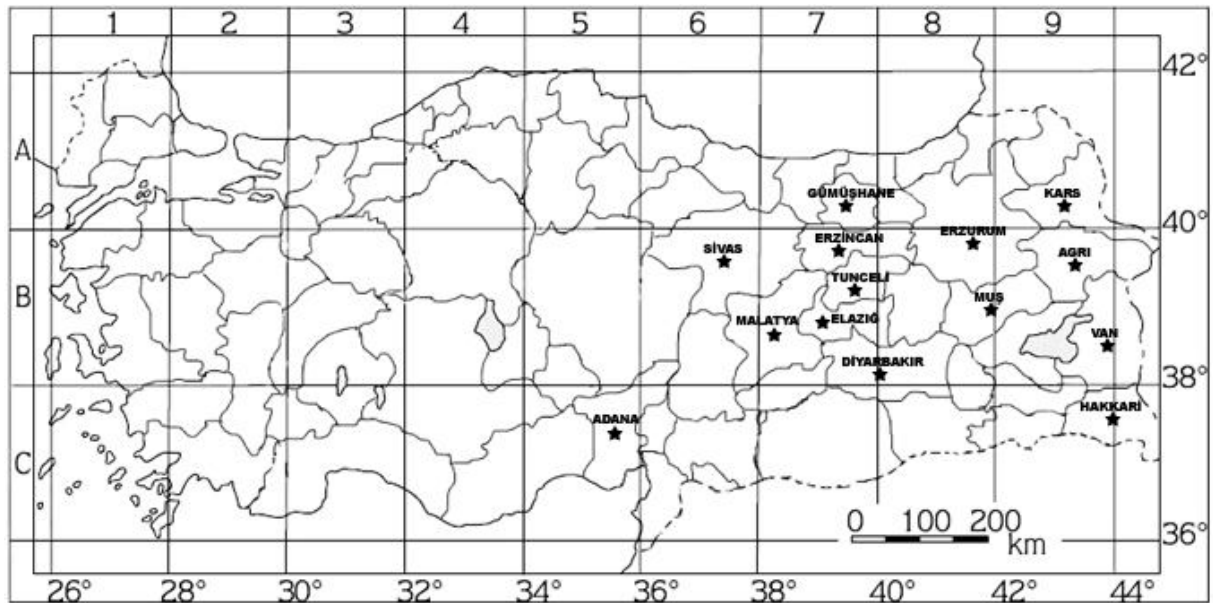 1 2 3 4 5 6 7 8 9
42°
A
GÜMÜŞHANE KARS
40°
ERZİNCAN ERZURUM
SİVAS AGRI
TUNCELİ
B MUŞ
MALATYA ELAZIĞ VAN
DİYARBAKIR
38°
ADANA HAKKARİ
C
0 100 200
km
36°
26° 28° 30° 32° 34° 36° 38° 40° 42° 44°